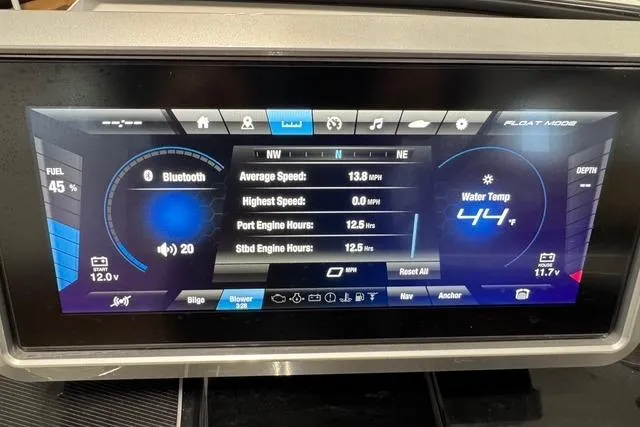 --:--
FLOAT MODE
NW N NE
FUEL
45 %
Bluetooth
20
START
12.0 V
Average Speed: 13.8 MPH
Highest Speed: 0.0 MPH
Port Engine Hours: 12.5 Hrs
Stbd Engine Hours: 12.5 Hrs
0 MPH
Reset All
Water Temp
44 °F
DEPTH
--
HOUSE
11.7 V
Bilge
Blower
3:28
Nav
Anchor